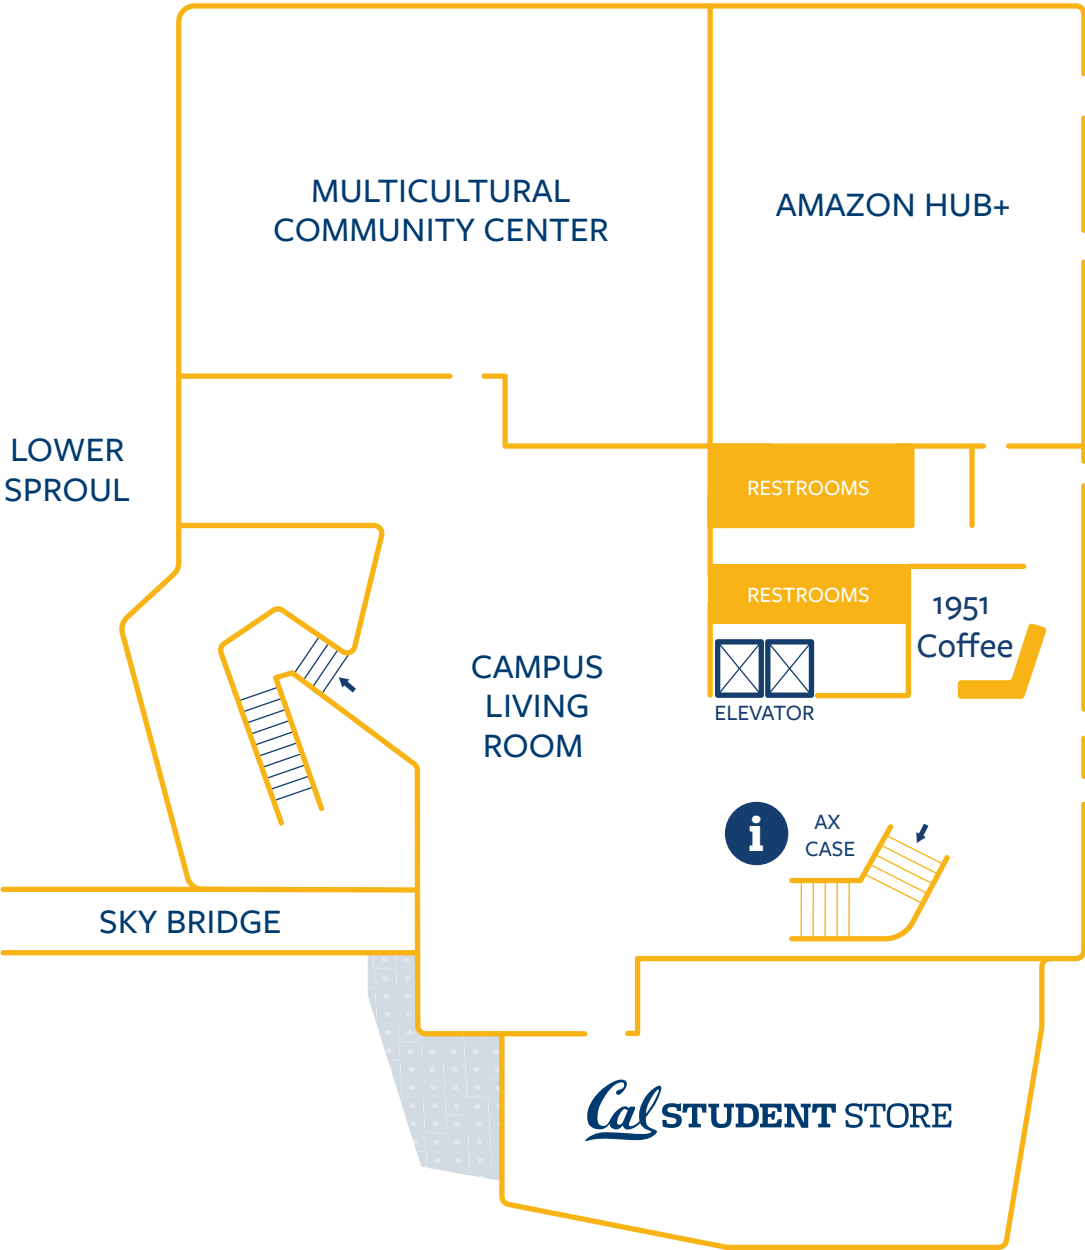 MULTICULTURAL
COMMUNITY CENTER
AMAZON HUB+
LOWER
SPROUL
RESTROOMS
RESTROOMS
1951
Coffee
CAMPUS
LIVING
ROOM
ELEVATOR
i
AX
CASE
SKY BRIDGE
Cal STUDENT STORE